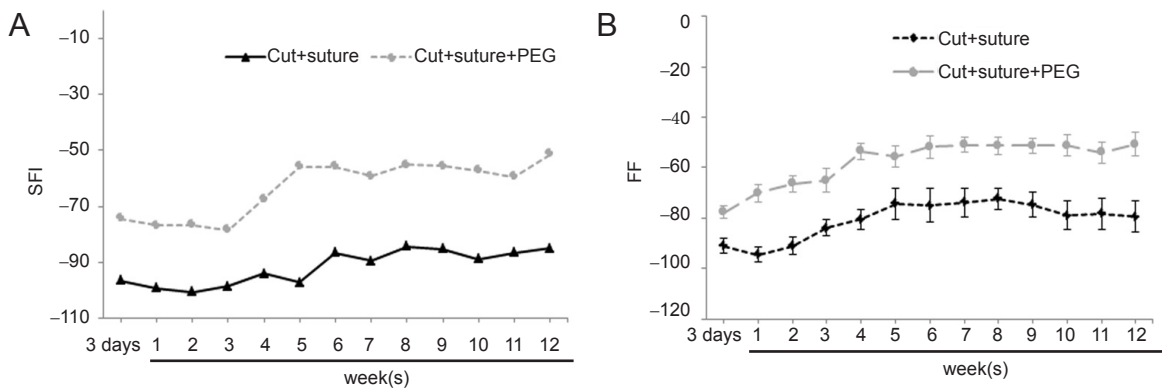 A
SFI
−10
−30
−50
−70
−90
−110
Cut+suture
Cut+suture+PEG
3 days 1 2 3 4 5 6 7 8 9 10 11 12
week(s)
B
FF
0
−20
−40
−60
−80
−100
−120
Cut+suture
Cut+suture+PEG
3 days 1 2 3 4 5 6 7 8 9 10 11 12
week(s)